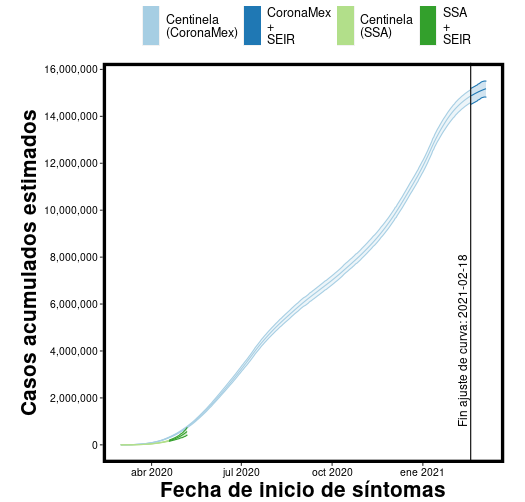 Centinela
(CoronaMex)
CoronaMex
+
SEIR
Centinela
(SSA)
SSA
+
SEIR
Casos acumulados estimados
16,000,000
14,000,000
12,000,000
10,000,000
8,000,000
6,000,000
4,000,000
2,000,000
0
Fin ajuste de curva: 2021-02-18
abr 2020
jul 2020
oct 2020
ene 2021
Fecha de inicio de síntomas